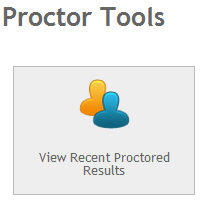 Proctor Tools
View Recent Proctored
Results